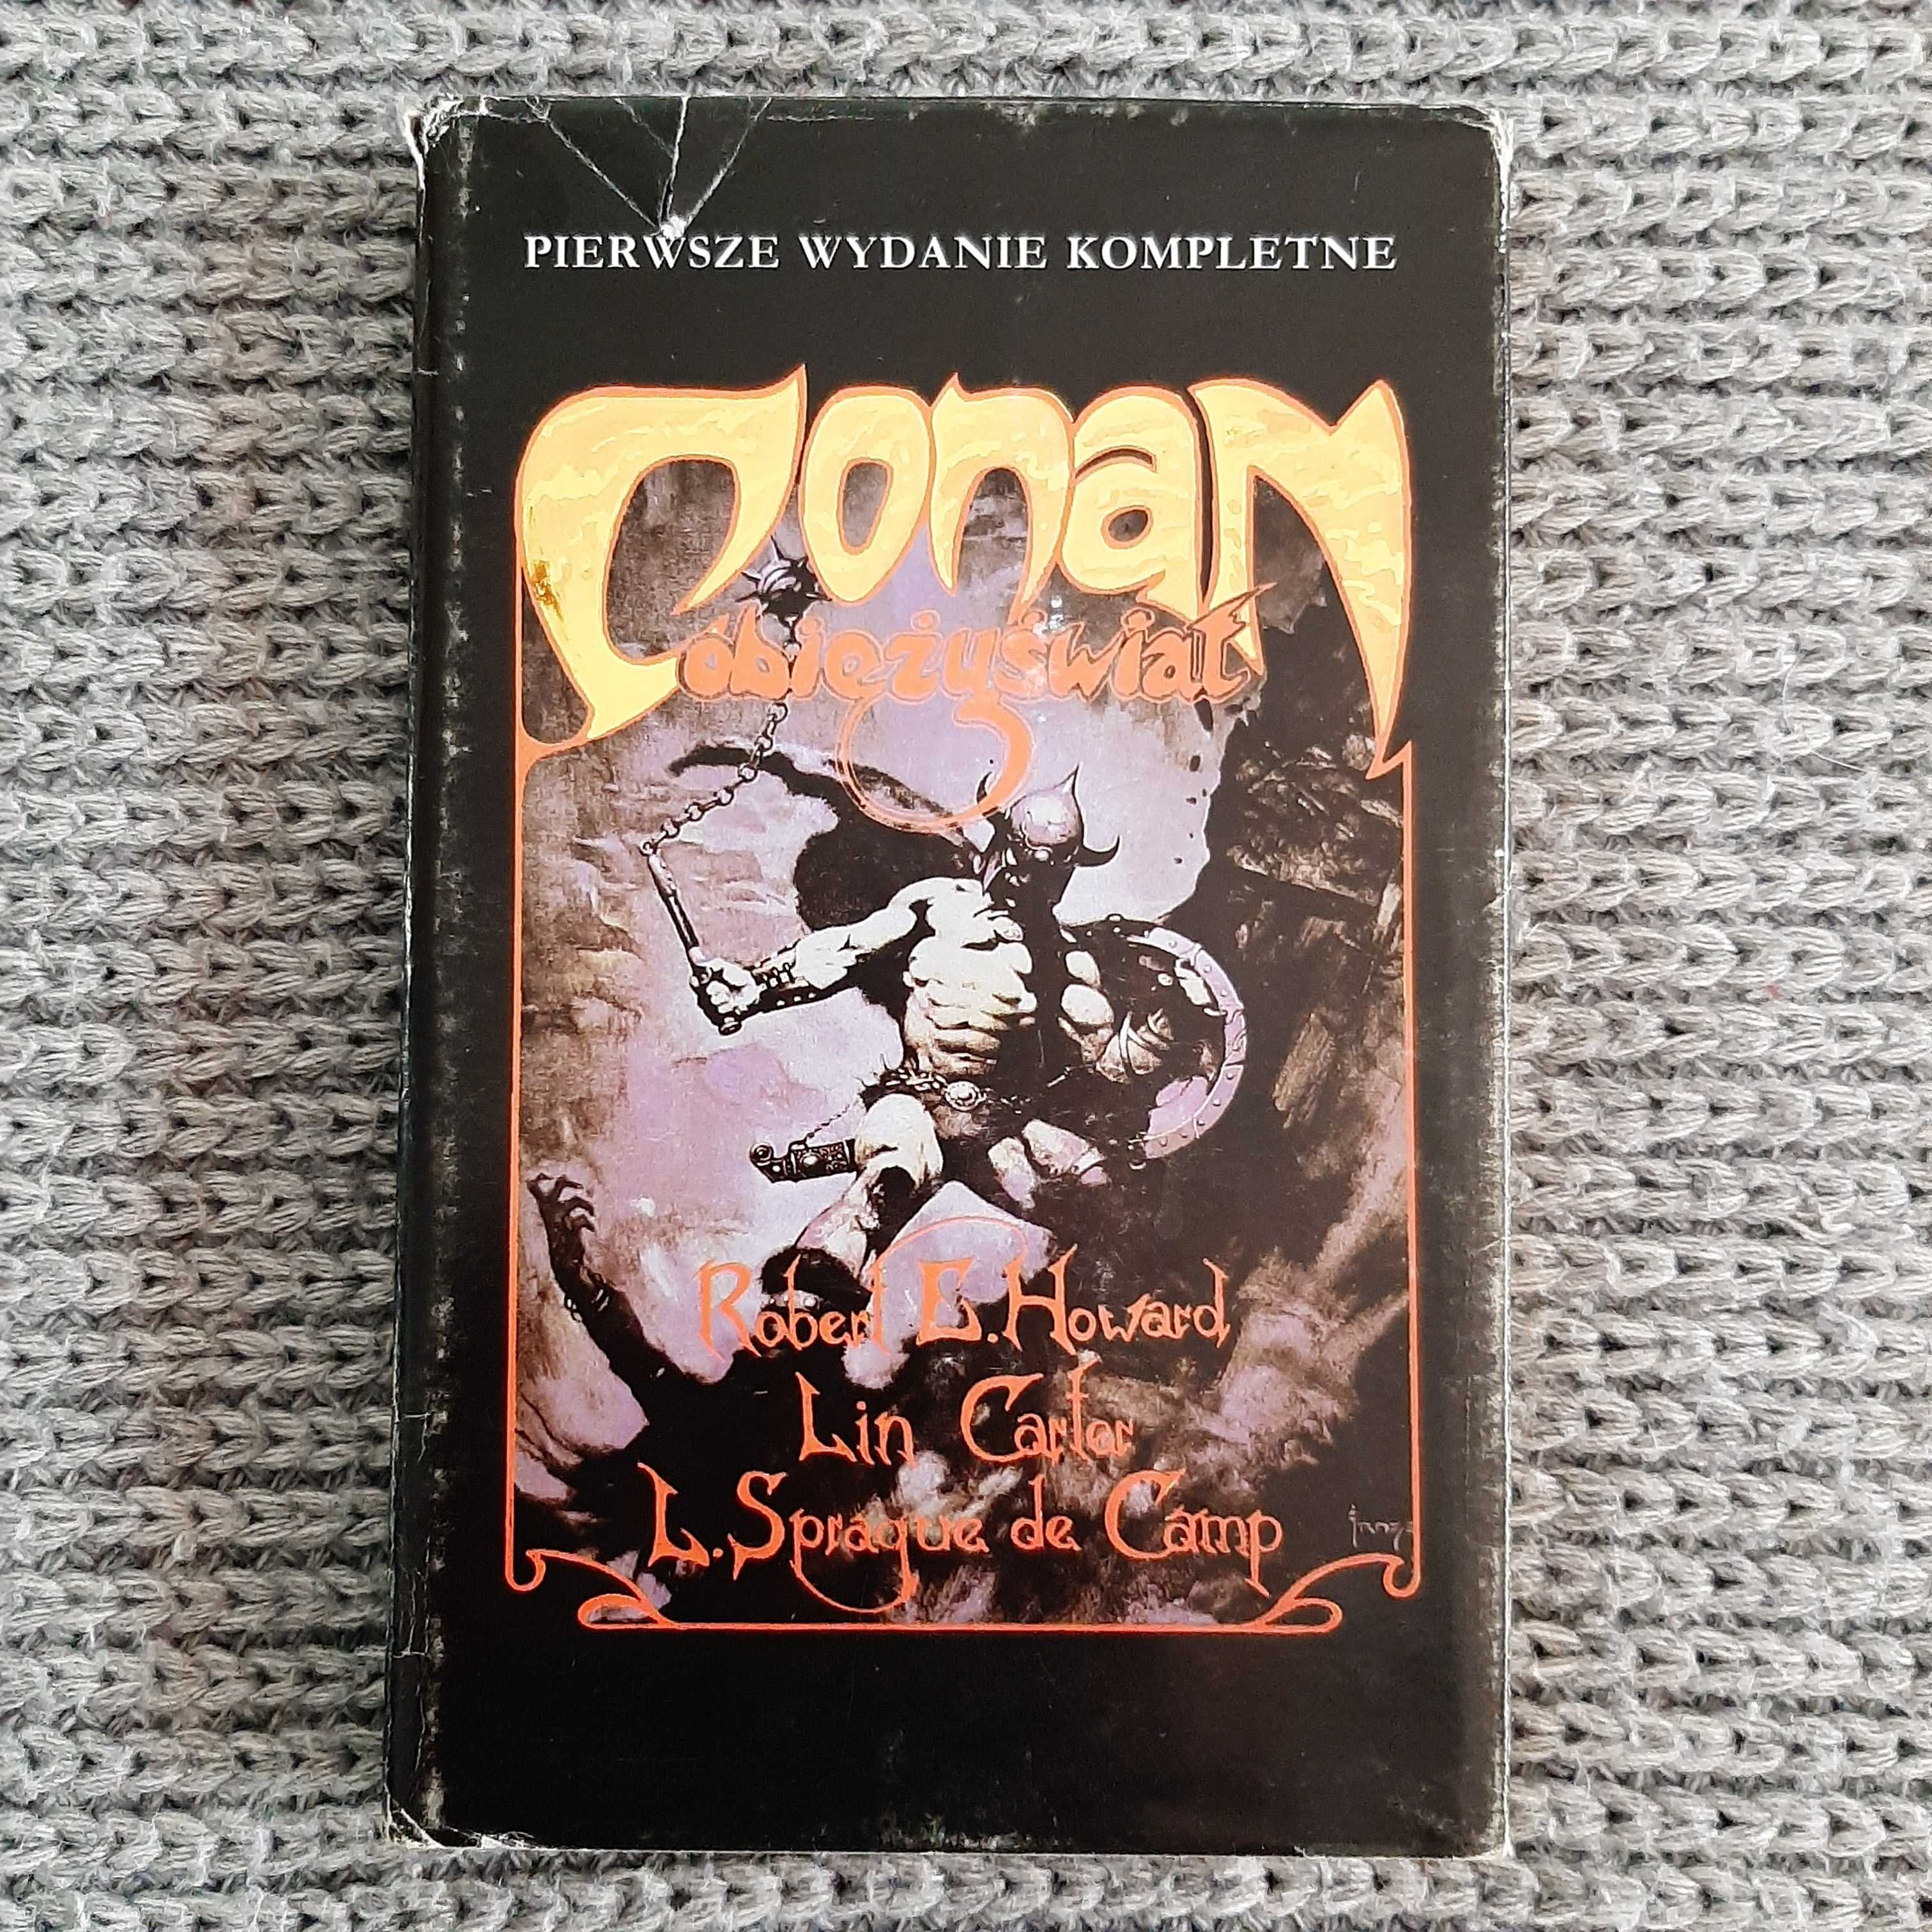 PIERWSZE WYDANIE KOMPLETNE
Conan
obieżyświat
Robert E. Howard,
Lin Carter
L. Sprague de Camp